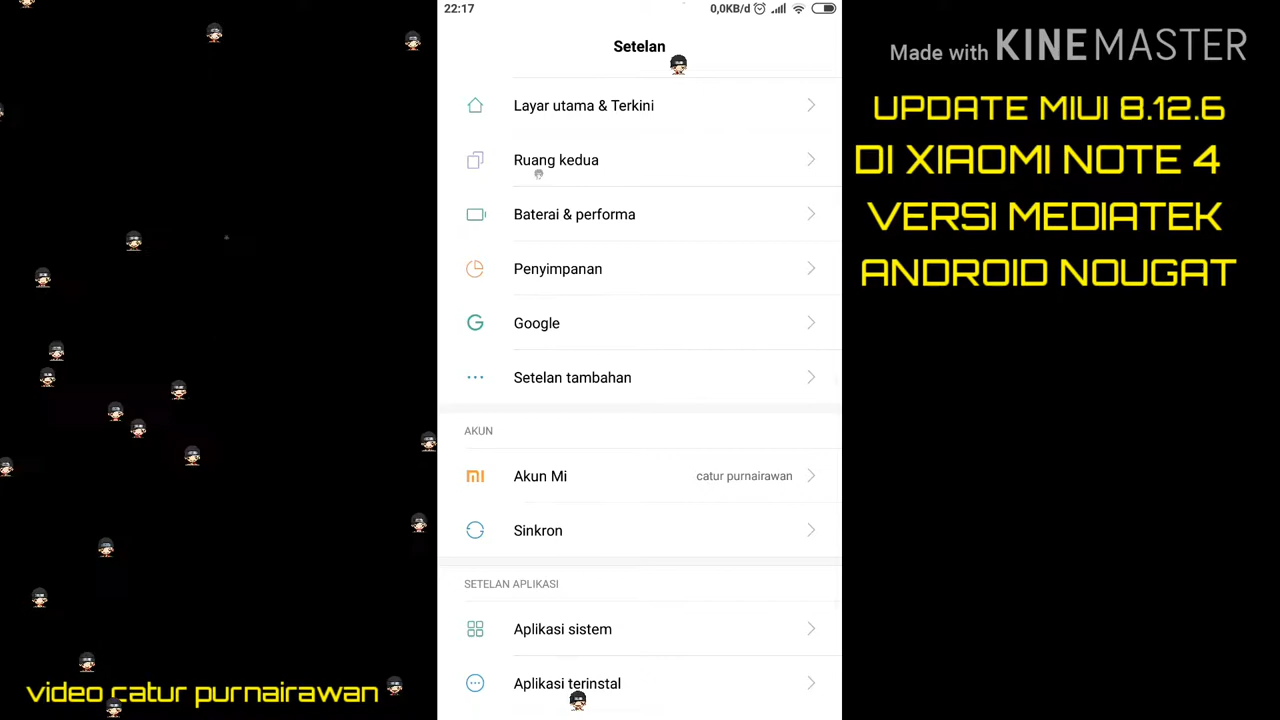 22:17
0,0KB/d
Setelan
Layar utama & Terkini
Ruang kedua
Baterai & performa
Penyimpanan
Google
Setelan tambahan
AKUN
Akun Mi
catur purnairawan
Sinkron
SETELAN APLIKASI
Aplikasi sistem
Aplikasi terinstal
Made with KINEMASTER
UPDATE MIUI 8.12.6
DI XIAOMI NOTE 4
VERSI MEDIATEK
ANDROID NOUGAT
video catur purnairawan